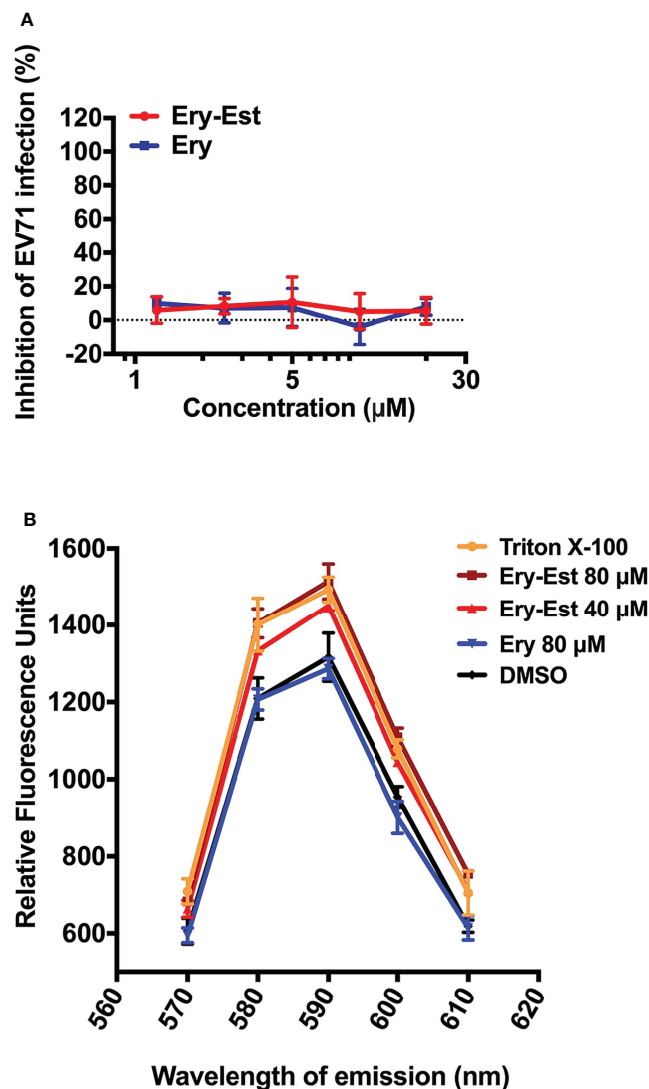 A
Inhibition of EV71 infection (%)
120
100
80
60
40
20
0
-20
Ery-Est
Ery
1
5
30
Concentration (µM)
B
Relative Fluorescence Units
1600
1400
1200
1000
800
600
Triton X-100
Ery-Est 80 µM
Ery-Est 40 µM
Ery 80 µM
DMSO
560
570
580
590
600
610
620
Wavelength of emission (nm)